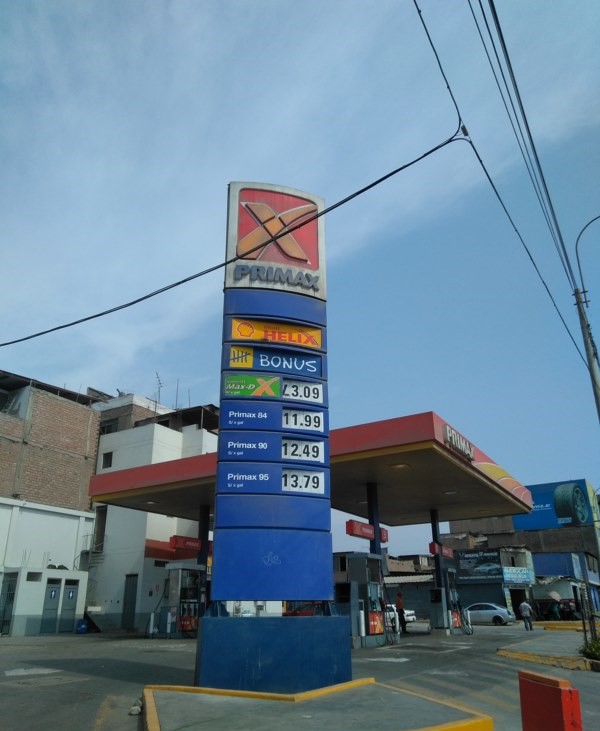 PRIMAX
HELIX
BONUS
Max-D
3.09
Primax 84
S/ x gal
11.99
Primax 90
S/ x gal
12,49
Primax 95
S/ x gal
13.79
PRIMAX